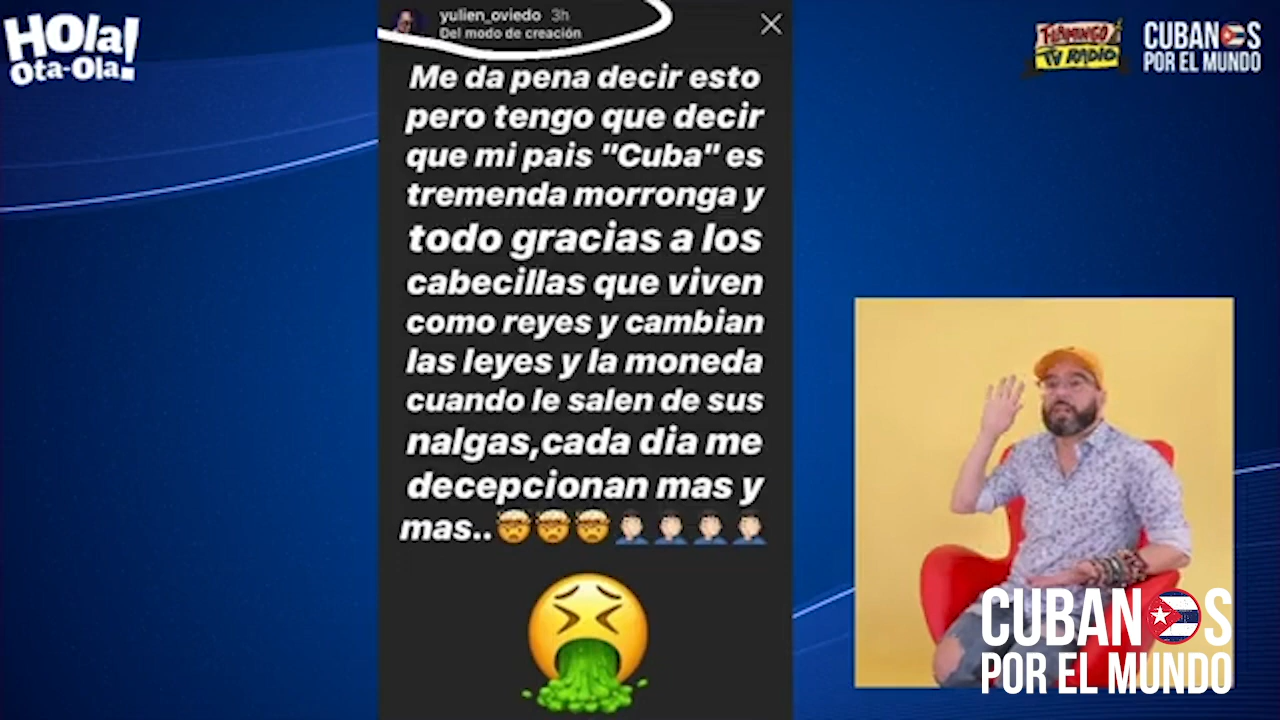 Hola!
Ota-Ola!
yulien_oviedo 3h
Del modo de creación
Me da pena decir esto
pero tengo que decir
que mi pais "Cuba" es
tremenda morronga y
todo gracias a los
cabecillas que viven
como reyes y cambian
las leyes y la moneda
cuando le salen de sus
nalgas,cada dia me
decepcionan mas y
mas..
FLAMINGO
TV RADIO
CUBANOS
POR EL MUNDO
CUBANOS
POR EL MUNDO